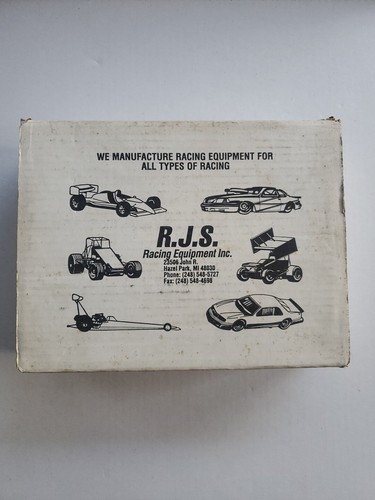 WE MANUFACTURE RACING EQUIPMENT FOR
ALL TYPES OF RACING
R.J.S.
Racing Equipment Inc.
23506 John R.
Hazel Park, MI 48030
Phone: (248) 548-5727
Fax: (248) 548-4698